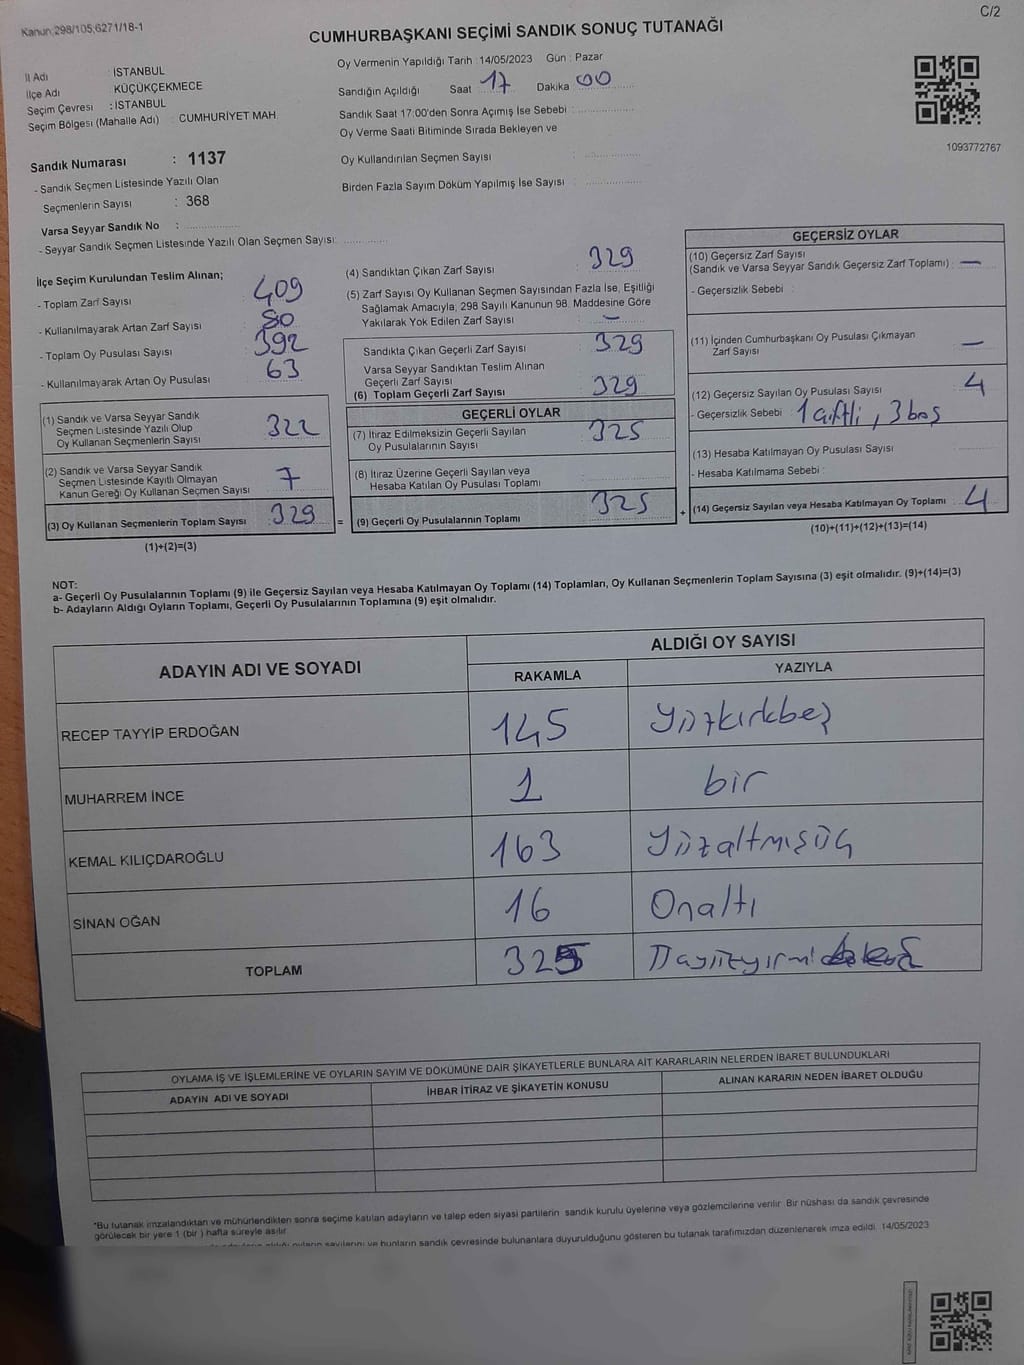 Kanun;298/105;6271/18-1
C/2
CUMHURBAŞKANI SEÇİMİ SANDIK SONUÇ TUTANAĞI
İl Adı : İSTANBUL
İlçe Adı KÜÇÜKÇEKMECE
Seçim Çevresi : İSTANBUL
Seçim Bölgesi (Mahalle Adı) : CUMHURİYET MAH.
Oy Vermenin Yapıldığı Tarih : 14/05/2023 Gün : Pazar
Sandığın Açıldığı Saat : 17 Dakika : 00
Sandık Saat 17:00'den Sonra Açımış İse Sebebi :
Oy Verme Saati Bitiminde Sırada Bekleyen ve
Oy Kullandırılan Seçmen Sayısı :
Birden Fazla Sayım Döküm Yapılmış İse Sayısı :
1093772767
Sandık Numarası : 1137
- Sandık Seçmen Listesinde Yazılı Olan
Seçmenlerin Sayısı : 368
Varsa Seyyar Sandık No :
- Seyyar Sandık Seçmen Listesinde Yazılı Olan Seçmen Sayısı:
İlçe Seçim Kurulundan Teslim Alınan;
- Toplam Zarf Sayısı : 409
- Kullanılmayarak Artan Zarf Sayısı : 80
- Toplam Oy Pusulası Sayısı : 392
- Kullanılmayarak Artan Oy Pusulası : 63
(1) Sandık ve Varsa Seyyar Sandık
Seçmen Listesinde Yazılı Olup
Oy Kullanan Seçmenlerin Sayısı : 322
(2) Sandık ve Varsa Seyyar Sandık
Seçmen Listesinde Kayıtlı Olmayan
Kanun Gereği Oy Kullanan Seçmen Sayısı : 7
(3) Oy Kullanan Seçmenlerin Toplam Sayısı : 329
(1)+(2)=(3)
(4) Sandıktan Çıkan Zarf Sayısı : 329
(5) Zarf Sayısı Oy Kullanan Seçmen Sayısından Fazla İse, Eşitliği
Sağlamak Amacıyla, 298 Sayılı Kanunun 98. Maddesine Göre
Yakılarak Yok Edilen Zarf Sayısı : —
Sandıkta Çıkan Geçerli Zarf Sayısı : 329
Varsa Seyyar Sandıktan Teslim Alınan
Geçerli Zarf Sayısı :
(6) Toplam Geçerli Zarf Sayısı : 329
GEÇERLİ OYLAR
(7) İtiraz Edilmeksizin Geçerli Sayılan
Oy Pusulalarının Sayısı : 325
(8) İtiraz Üzerine Geçerli Sayılan veya
Hesaba Katılan Oy Pusulası Toplamı :
= (9) Geçerli Oy Pusulalarının Toplamı : 325
GEÇERSİZ OYLAR
(10) Geçersiz Zarf Sayısı
(Sandık ve Varsa Seyyar Sandık Geçersiz Zarf Toplamı) : —
- Geçersizlik Sebebi :
(11) İçinden Cumhurbaşkanı Oy Pusulası Çıkmayan
Zarf Sayısı : —
(12) Geçersiz Sayılan Oy Pusulası Sayısı : 4
- Geçersizlik Sebebi : 1 çiftli, 3 boş
(13) Hesaba Katılmayan Oy Pusulası Sayısı :
- Hesaba Katılmama Sebebi :
+ (14) Geçersiz Sayılan veya Hesaba Katılmayan Oy Toplamı : 4
(10)+(11)+(12)+(13)=(14)
NOT:
a- Geçerli Oy Pusulalarının Toplamı (9) ile Geçersiz Sayılan veya Hesaba Katılmayan Oy Toplamı (14) Toplamları, Oy Kullanan Seçmenlerin Toplam Sayısına (3) eşit olmalıdır. (9)+(14)=(3)
b- Adayların Aldığı Oyların Toplamı, Geçerli Oy Pusulalarının Toplamına (9) eşit olmalıdır.
ADAYIN ADI VE SOYADI
ALDIĞI OY SAYISI
RAKAMLA YAZIYLA
RECEP TAYYİP ERDOĞAN 145 Yüzkırkbeş
MUHARREM İNCE 1 bir
KEMAL KILIÇDAROĞLU 163 Yüzaltmışüç
SİNAN OĞAN 16 Onaltı
TOPLAM 325
OYLAMA İŞ VE İŞLEMLERİNE VE OYLARIN SAYIM VE DÖKÜMÜNE DAİR ŞİKAYETLERLE BUNLARA AİT KARARLARIN NELERDEN İBARET BULUNDUKLARI
ADAYIN ADI VE SOYADI İHBAR İTİRAZ VE ŞİKAYETİN KONUSU ALINAN KARARIN NEDEN İBARET OLDUĞU
*Bu tutanak imzalandıktan ve mühürlendikten sonra seçime katılan adayların ve talep eden siyasi partilerin sandık kurulu üyelerine veya gözlemcilerine verilir. Bir nüshası da sandık çevresinde
görülecek bir yere 1 (bir ) hafta süreyle asılır.
aldığı oyların sayılarını ve bunların sandık çevresinde bulunanlara duyurulduğunu gösteren bu tutanak tarafımızdan düzenlenerek imza edildi. 14/05/2023